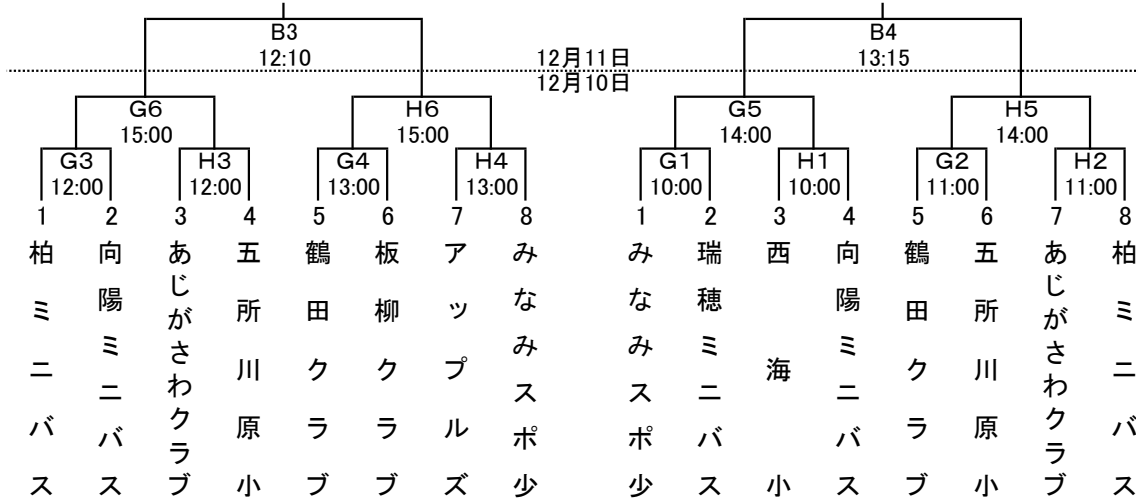 B3 B4
12:10 12月11日 13:15
12月10日
G6 H6 G5 H5
15:00 15:00 14:00 14:00
G3 H3 G4 H4 G1 H1 G2 H2
12:00 12:00 13:00 13:00 10:00 10:00 11:00 11:00
1 2 3 4 5 6 7 8 1 2 3 4 5 6 7 8
柏ミニバス
向陽ミニバス
あじがさわクラブ
五所川原小
鶴田クラブ
板柳クラブ
アップルズ
みなみスポ少
みなみスポ少
瑞穂ミニバス
西海小
向陽ミニバス
鶴田クラブ
五所川原小
あじがさわクラブ
柏ミニバス